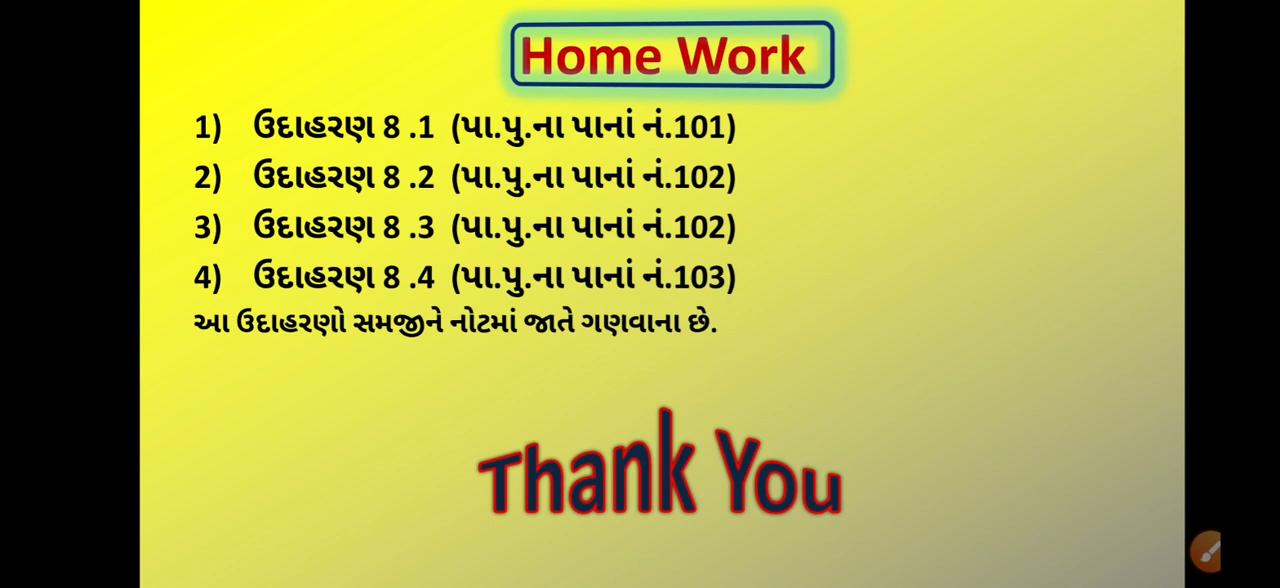 Home Work
1) ઉદાહરણ 8 .1 (પા.પુ.ના પાનાં નં.101)
2) ઉદાહરણ 8 .2 (પા.પુ.ના પાનાં નં.102)
3) ઉદાહરણ 8 .3 (પા.પુ.ના પાનાં નં.102)
4) ઉદાહરણ 8 .4 (પા.પુ.ના પાનાં નં.103)
આ ઉદાહરણો સમજીને નોટમાં જાતે ગણવાના છે.
Thank You